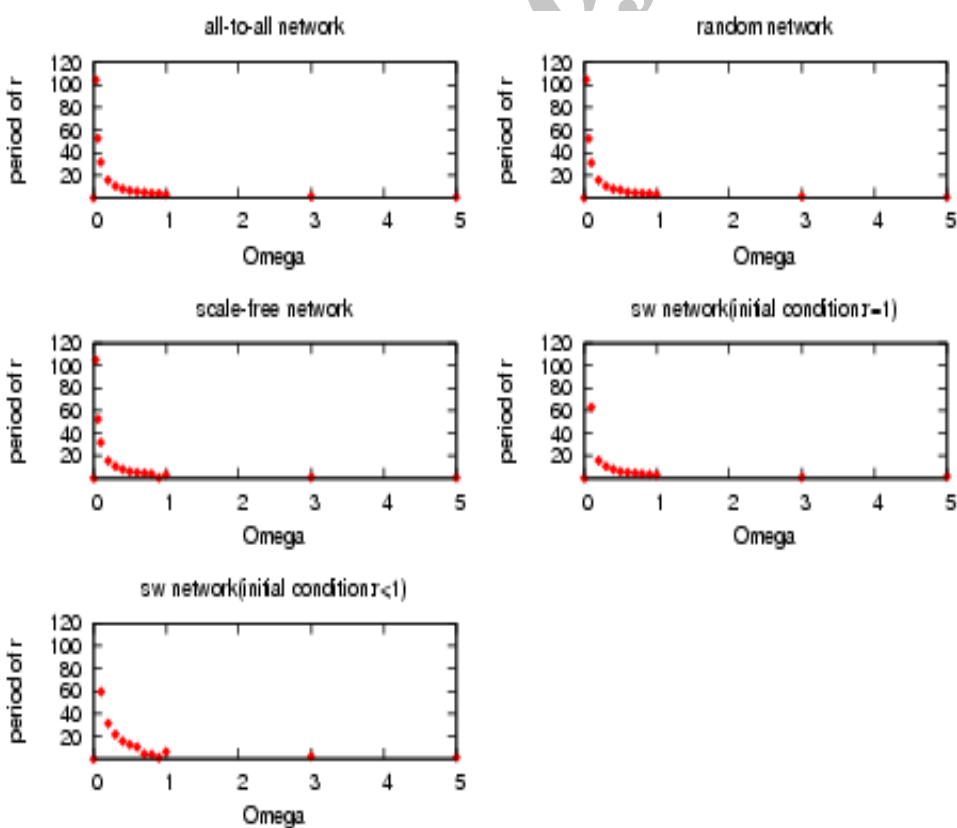 all-to-all network
random network
period of r
120
100
80
60
40
20
0 1 2 3 4 5
Omega
period of r
120
100
80
60
40
20
0 1 2 3 4 5
Omega
scale-free network
sw network(initial condition r=1)
period of r
120
100
80
60
40
20
0 1 2 3 4 5
Omega
period of r
120
100
80
60
40
20
0 1 2 3 4 5
Omega
sw network(initial condition r<1)
period of r
120
100
80
60
40
20
0 1 2 3 4 5
Omega